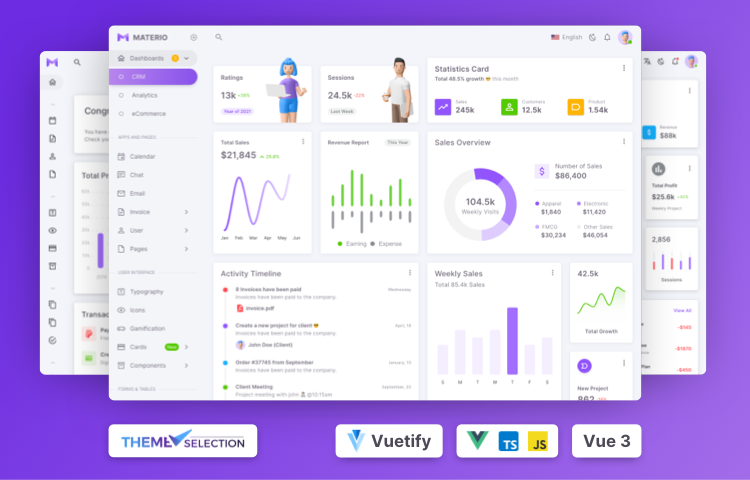 MATERIO
English
Dashboards
CRM
Analytics
eCommerce
APPS AND PAGES
Calendar
Chat
Email
Invoice
User
Pages
USER INTERFACE
Typography
Icons
Gamification
Cards
New
Components
FORMS & TABLES
Ratings
13k
Year of 2021
Sessions
24.5k
-22%
Last Week
Statistics Card
Total 48.5% growth 😎 this month
Sales
245k
Customers
12.5k
Product
1.54k
Total Sales
$21,845
Jan Feb Mar Apr May Jun
Revenue Report
This Year
Earning
Expense
Sales Overview
104.5k
Weekly Visits
$
Number of Sales
$86,400
Apparel
$1,840
Electronic
$11,420
FMCG
$30,234
Other Sales
$46,054
Activity Timeline
8 Invoices have been paid
Wednesday
Invoices have been paid to the company.
invoice.pdf
Create a new project for client 😎
April, 18
Invoices have been paid to the company.
John Doe (Client)
Order #37745 from September
January, 10
Invoices have been paid to the company.
Client Meeting
September, 20
Project meeting with john @10:15am
Weekly Sales
Total 85.4k Sales
S M T W T F S
42.5k
Total Growth
New Project
862
Congr
You have
Check you
Total Pr
Transac
Pay
Cre
Revenue
$88k
Total Profit
$25.6k
Weekly Project
2,856
Sessions
View All
-$145
-$1875
Plan
-$450
THEME SELECTION
Vuetify
TS
JS
Vue 3